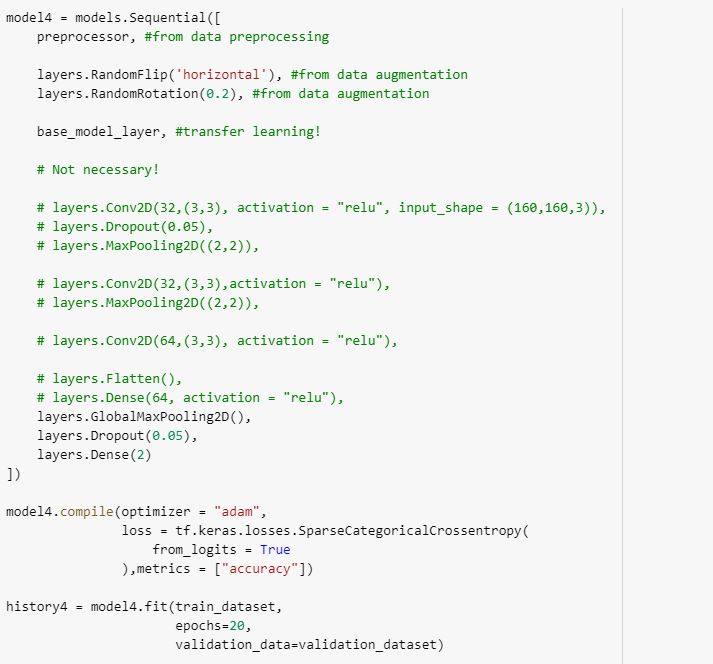 model4 = models.Sequential([
    preprocessor, #from data preprocessing

    layers.RandomFlip('horizontal'), #from data augmentation
    layers.RandomRotation(0.2), #from data augmentation

    base_model_layer, #transfer learning!

    # Not necessary!

    # layers.Conv2D(32,(3,3), activation = "relu", input_shape = (160,160,3)),
    # layers.Dropout(0.05),
    # layers.MaxPooling2D((2,2)),

    # layers.Conv2D(32,(3,3),activation = "relu"),
    # layers.MaxPooling2D((2,2)),

    # layers.Conv2D(64,(3,3), activation = "relu"),

    # layers.Flatten(),
    # layers.Dense(64, activation = "relu"),
    layers.GlobalMaxPooling2D(),
    layers.Dropout(0.05),
    layers.Dense(2)
])

model4.compile(optimizer = "adam",
               loss = tf.keras.losses.SparseCategoricalCrossentropy(
                   from_logits = True
               ),metrics = ["accuracy"])

history4 = model4.fit(train_dataset,
                      epochs=20,
                      validation_data=validation_dataset)